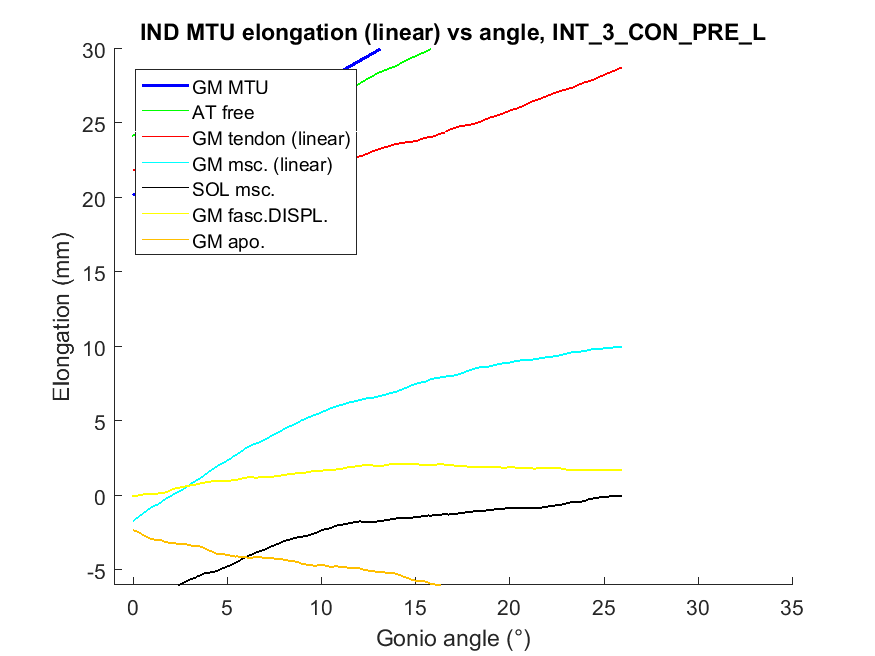 IND MTU elongation (linear) vs angle, INT_3_CON_PRE_L
30
25
20
15
10
5
0
-5
Elongation (mm)
GM MTU
AT free
GM tendon (linear)
GM msc. (linear)
SOL msc.
GM fasc.DISPL.
GM apo.
0 5 10 15 20 25 30 35
Gonio angle (°)